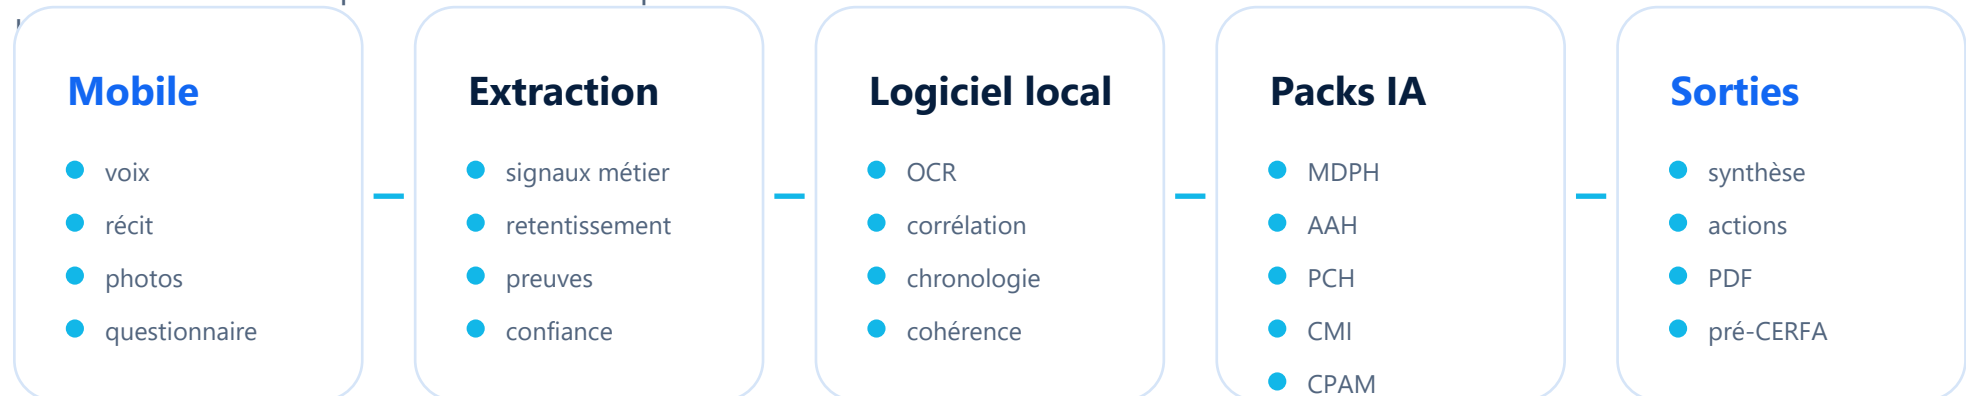 Mobile
voix
récit
photos
questionnaire
Extraction
signaux métier
retentissement
preuves
confiance
Logiciel local
OCR
corrélation
chronologie
cohérence
Packs IA
MDPH
AAH
PCH
CMI
CPAM
Sorties
synthèse
actions
PDF
pré-CERFA